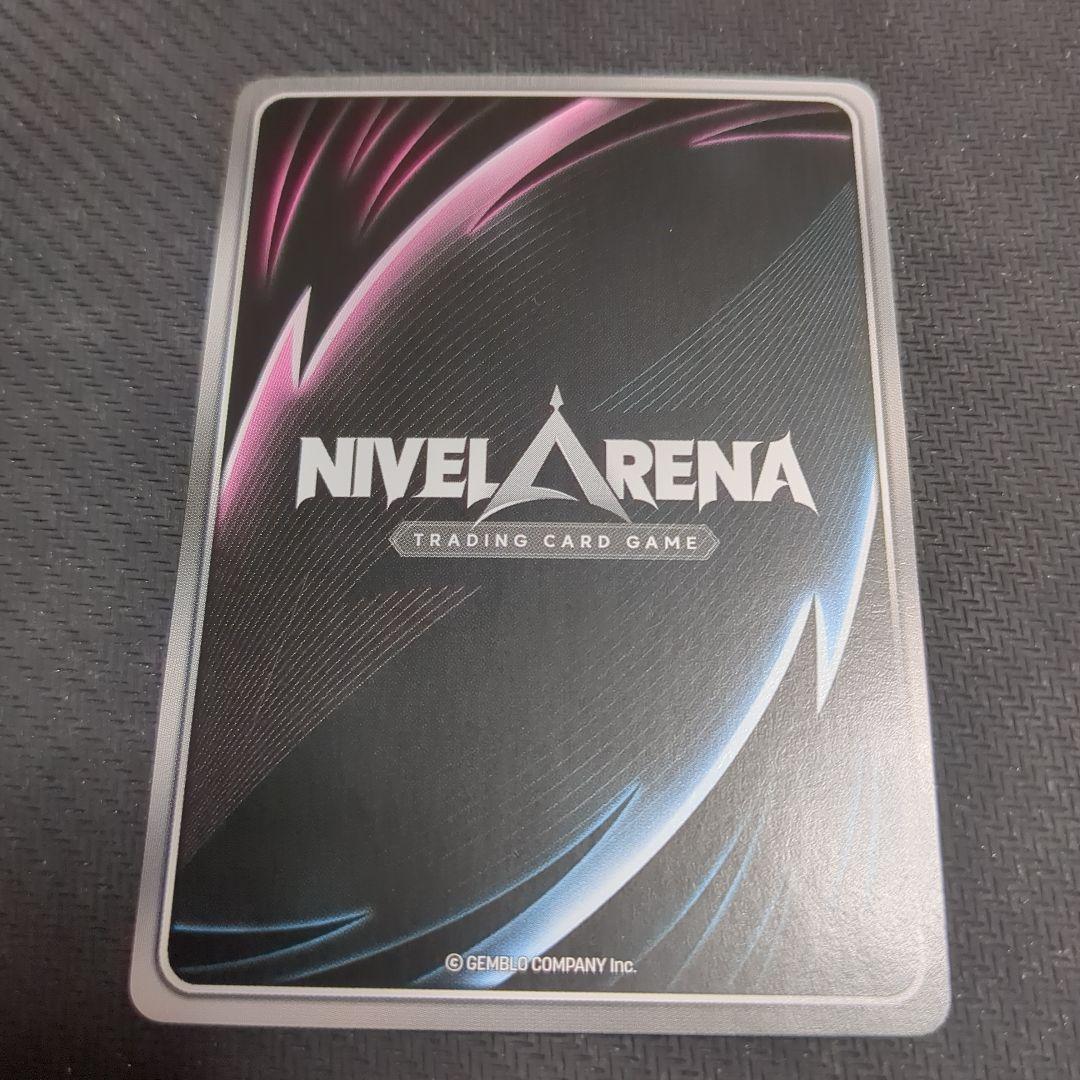 NIVEL ARENA
TRADING CARD GAME
© GEMBLO COMPANY Inc.